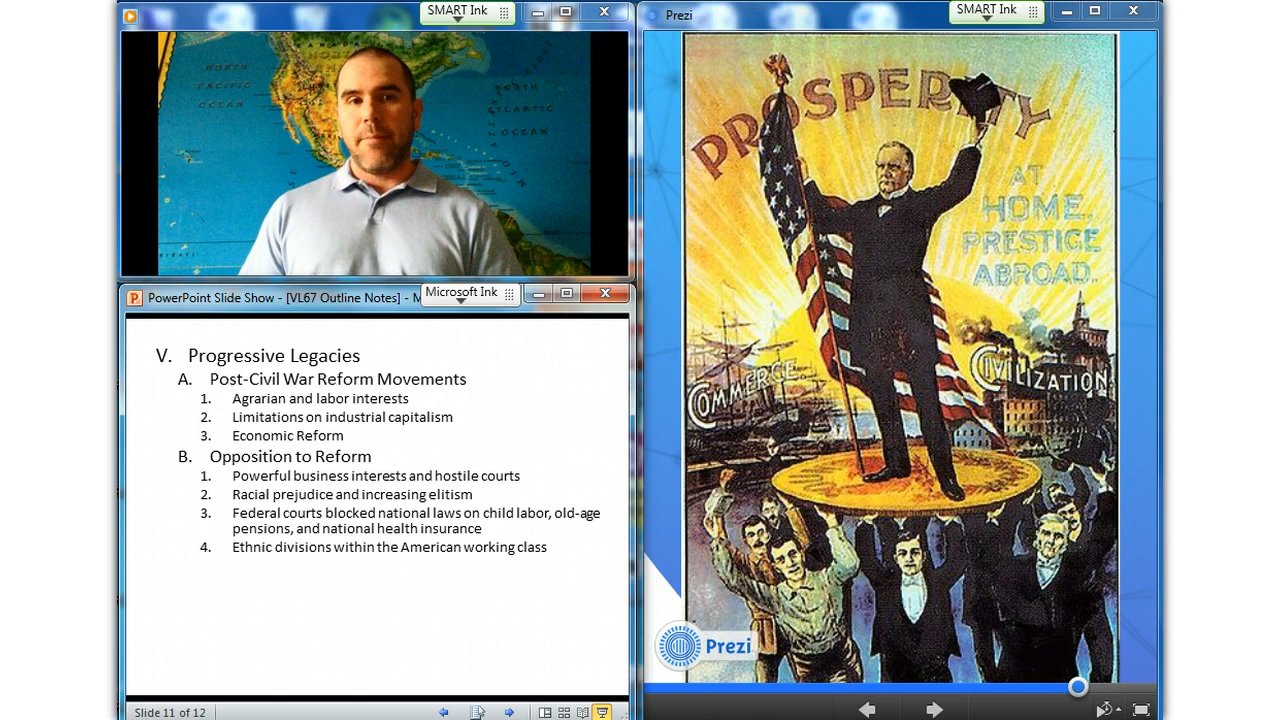 SMART Ink
NORTH
PACIFIC
OCEAN
NORTH
ATLANTIC
OCEAN
PowerPoint Slide Show - [VL67 Outline Notes] - M
Microsoft Ink
V. Progressive Legacies
A. Post-Civil War Reform Movements
1. Agrarian and labor interests
2. Limitations on industrial capitalism
3. Economic Reform
B. Opposition to Reform
1. Powerful business interests and hostile courts
2. Racial prejudice and increasing elitism
3. Federal courts blocked national laws on child labor, old-age
pensions, and national health insurance
4. Ethnic divisions within the American working class
Slide 11 of 12
Prezi
SMART Ink
PROSPERITY
AT
HOME,
PRESTIGE
ABROAD.
COMMERCE.
CIVILIZATION
Prezi